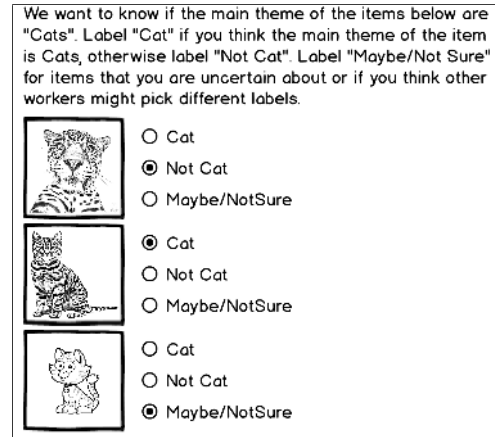 We want to know if the main theme of the items below are
"Cats". Label "Cat" if you think the main theme of the item
is Cats, otherwise label "Not Cat". Label "Maybe/Not Sure"
for items that you are uncertain about or if you think other
workers might pick different labels.
Cat
Not Cat
Maybe/NotSure
Cat
Not Cat
Maybe/NotSure
Cat
Not Cat
Maybe/NotSure